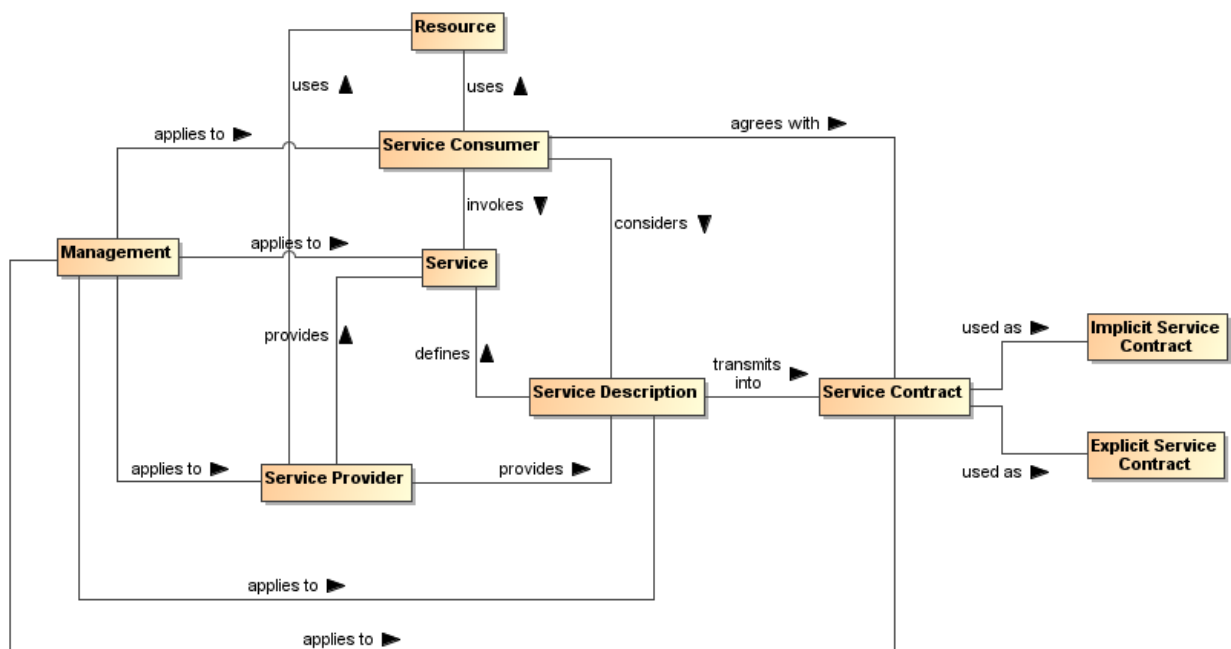 Resource
uses
uses
applies to
agrees with
Service Consumer
invokes
considers
Management
applies to
Service
provides
defines
used as
Implicit Service
Contract
transmits
into
Service Description
Service Contract
Explicit Service
Contract
applies to
Service Provider
provides
used as
applies to
applies to